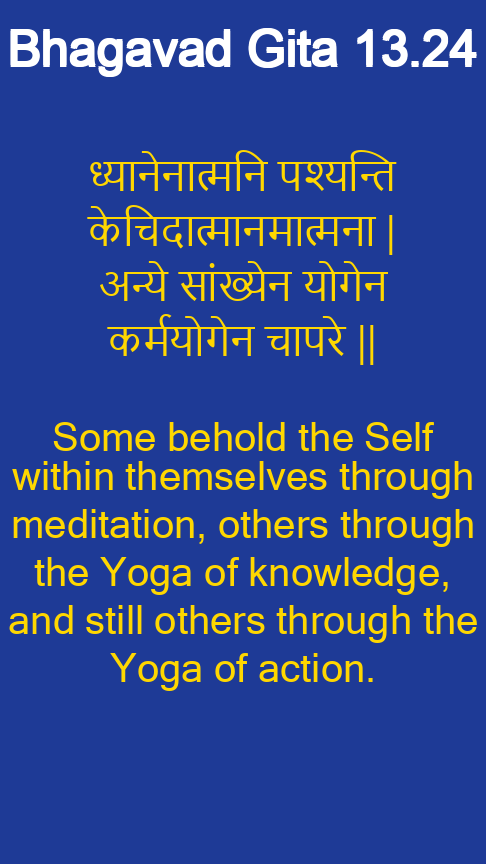 Bhagavad Gita 13.24
ध्यानेनात्मनि पश्यन्ति
केचिदात्मानमात्मना |
अन्ये सांख्येन योगेन
कर्मयोगेन चापरे ||
Some behold the Self
within themselves through
meditation, others through
the Yoga of knowledge,
and still others through the
Yoga of action.